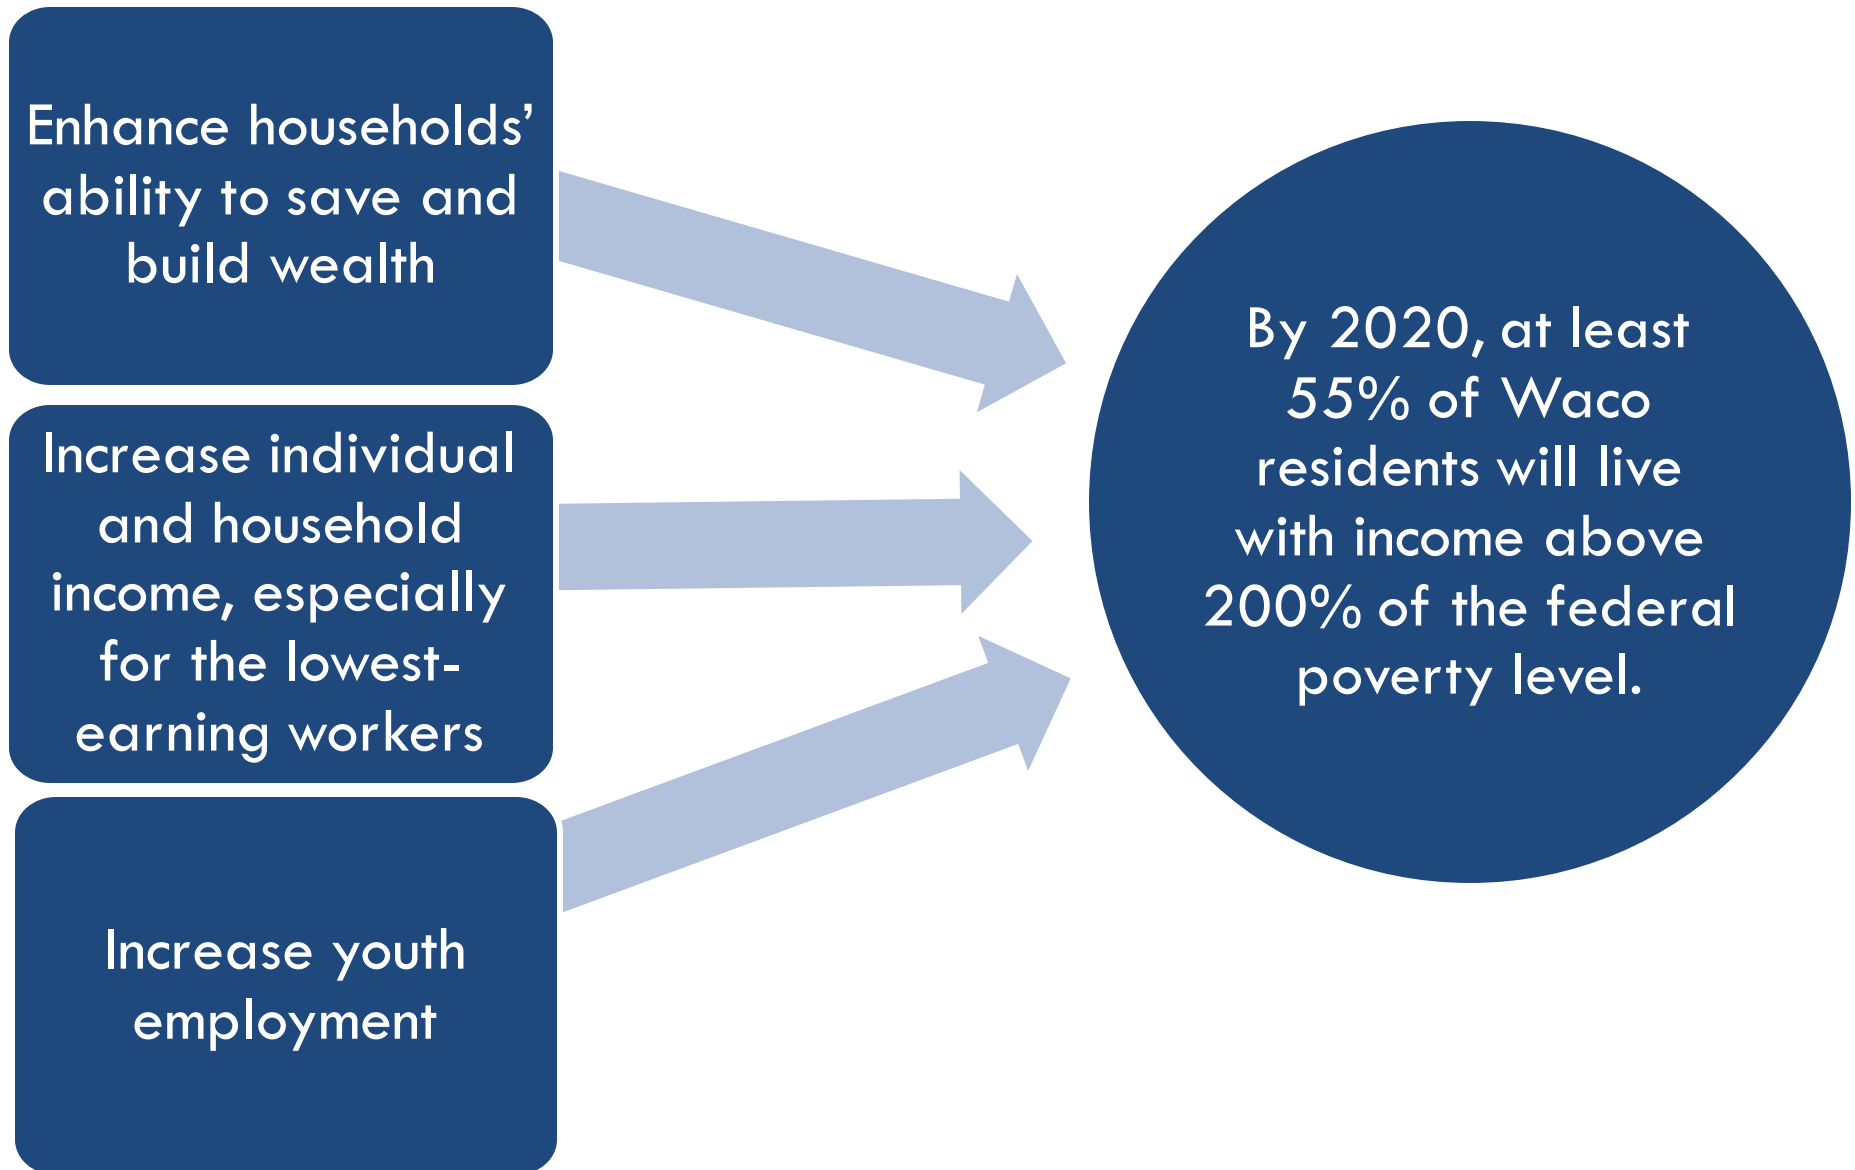 Enhance households’
ability to save and
build wealth
Increase individual
and household
income, especially
for the lowest-
earning workers
Increase youth
employment
By 2020, at least
55% of Waco
residents will live
with income above
200% of the federal
poverty level.